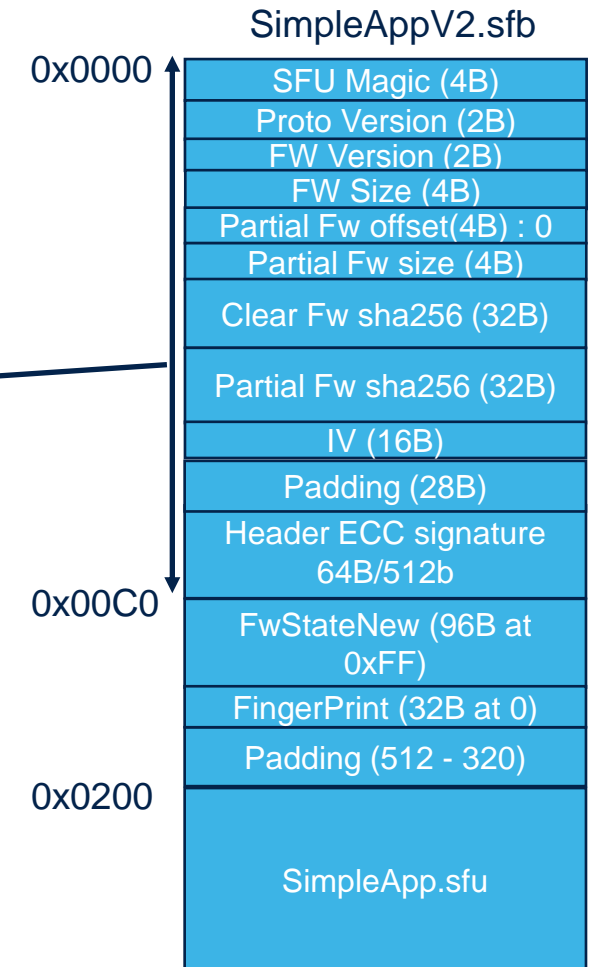 SimpleAppV2.sfb
0x0000
SFU Magic (4B)
Proto Version (2B)
FW Version (2B)
FW Size (4B)
Partial Fw offset(4B) : 0
Partial Fw size (4B)
Clear Fw sha256 (32B)
Partial Fw sha256 (32B)
IV (16B)
Padding (28B)
Header ECC signature
64B/512b
0x00C0
FwStateNew (96B at
0xFF)
FingerPrint (32B at 0)
Padding (512 - 320)
0x0200
SimpleApp.sfu